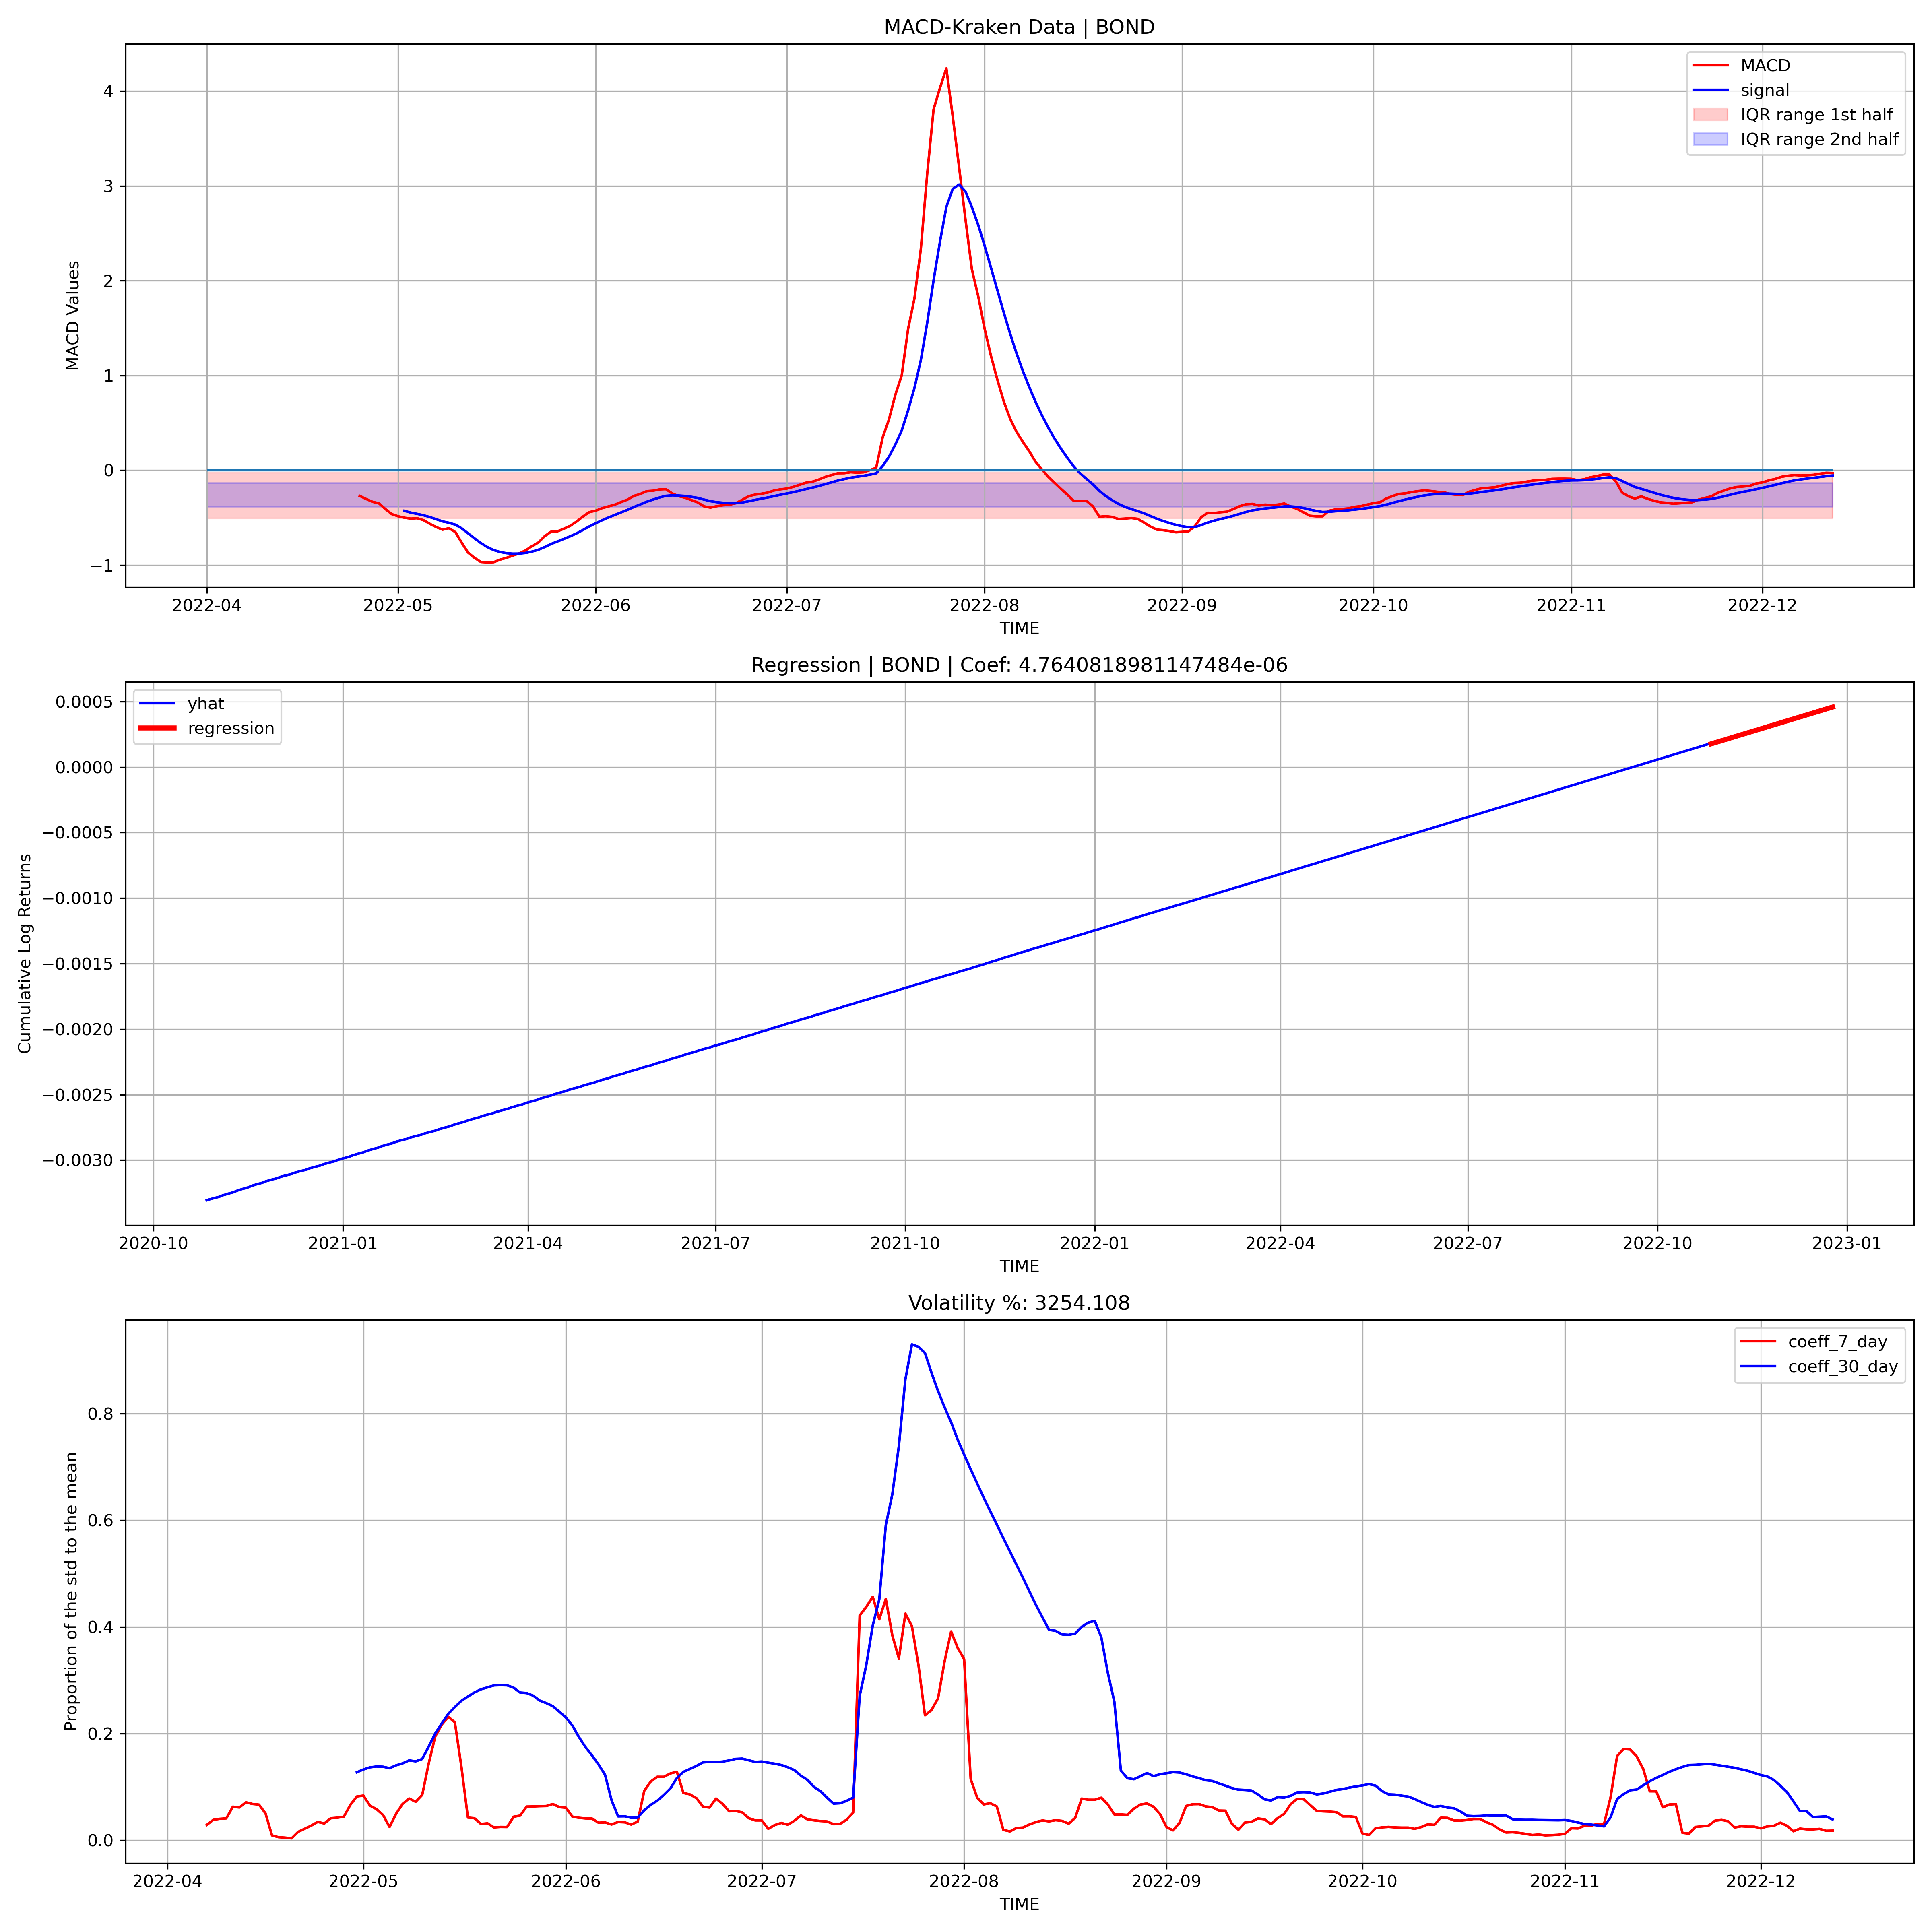 MACD-Kraken Data | BOND
MACD Values
4
3
2
1
0
−1
MACD
signal
IQR range 1st half
IQR range 2nd half
2022-04 2022-05 2022-06 2022-07 2022-08 2022-09 2022-10 2022-11 2022-12
TIME
Regression | BOND | Coef: 4.7640818981147484e-06
Cumulative Log Returns
0.0005
0.0000
−0.0005
−0.0010
−0.0015
−0.0020
−0.0025
−0.0030
yhat
regression
2020-10 2021-01 2021-04 2021-07 2021-10 2022-01 2022-04 2022-07 2022-10 2023-01
TIME
Volatility %: 3254.108
Proportion of the std to the mean
0.8
0.6
0.4
0.2
0.0
coeff_7_day
coeff_30_day
2022-04 2022-05 2022-06 2022-07 2022-08 2022-09 2022-10 2022-11 2022-12
TIME